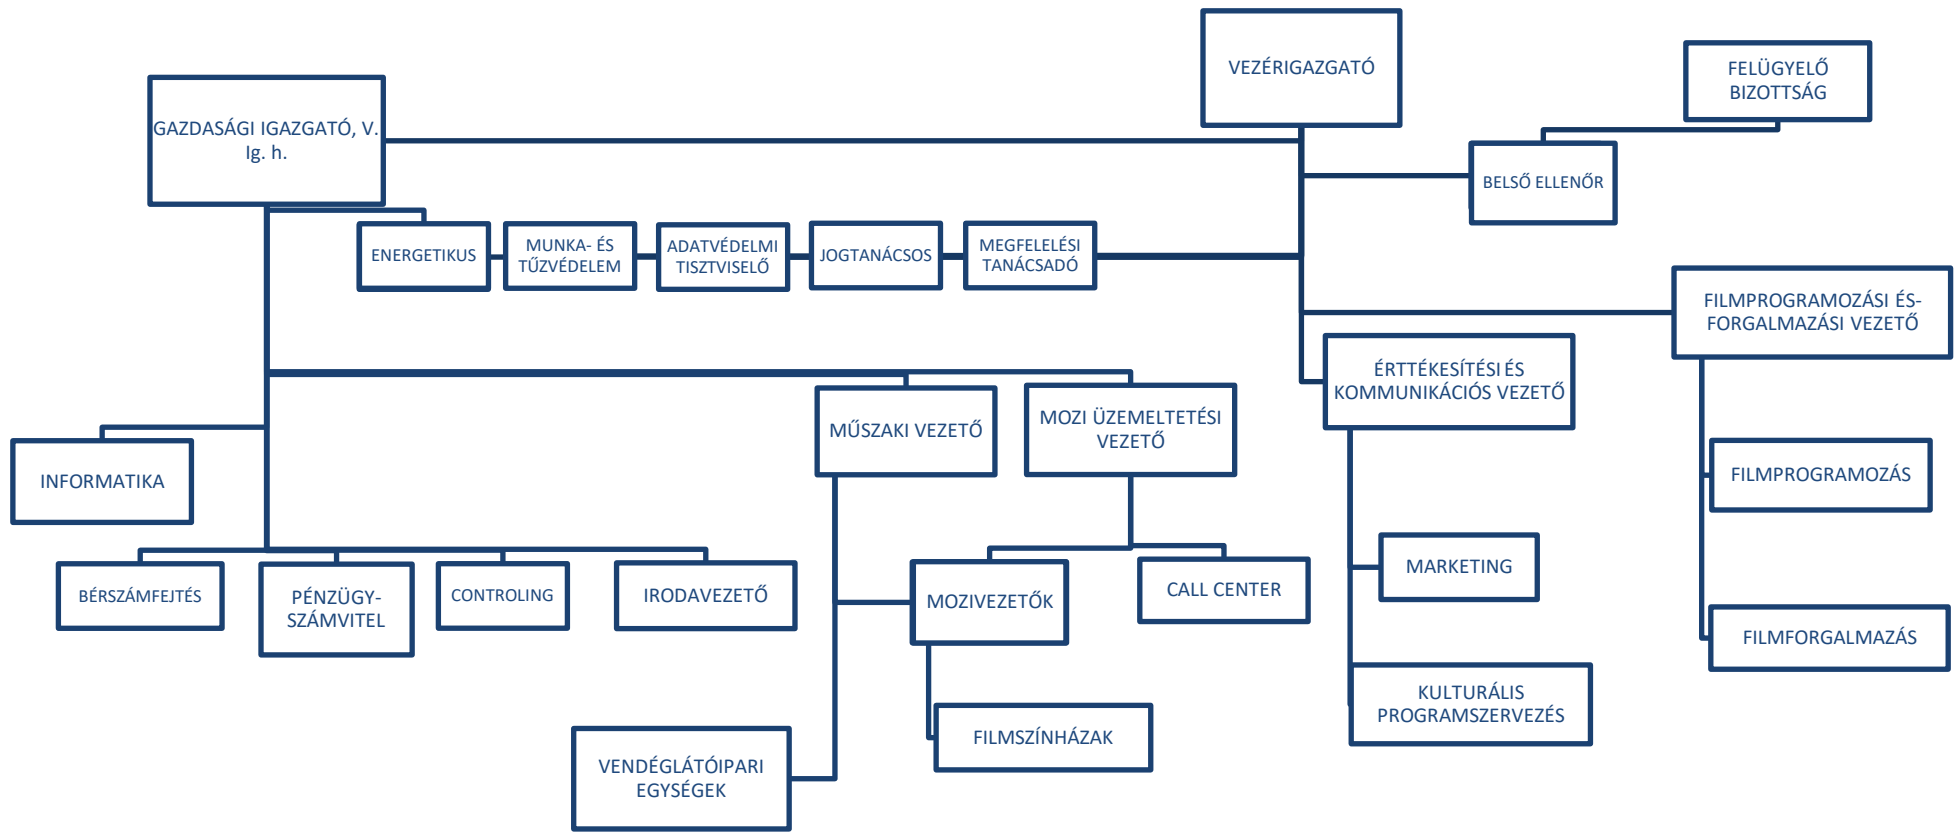 VEZÉRIGAZGATÓ
FELÜGYELŐ
BIZOTTSÁG
GAZDASÁGI IGAZGATÓ, V.
Ig. h.
BELSŐ ELLENŐR
ENERGETIKUS
MUNKA- ÉS
TŰZVÉDELEM
ADATVÉDELMI
TISZTVISELŐ
JOGTANÁCSOS
MEGFELELÉSI
TANÁCSADÓ
FILMPROGRAMOZÁSI ÉS-
FORGALMAZÁSI VEZETŐ
ÉRTTÉKESÍTÉSI ÉS
KOMMUNIKÁCIÓS VEZETŐ
MŰSZAKI VEZETŐ
MOZI ÜZEMELTETÉSI
VEZETŐ
INFORMATIKA
FILMPROGRAMOZÁS
BÉRSZÁMFEJTÉS
PÉNZÜGY-
SZÁMVITEL
CONTROLING
IRODAVEZETŐ
MOZIVEZETŐK
CALL CENTER
MARKETING
FILMFORGALMAZÁS
KULTURÁLIS
PROGRAMSZERVEZÉS
FILMSZÍNHÁZAK
VENDÉGLÁTÓIPARI
EGYSÉGEK